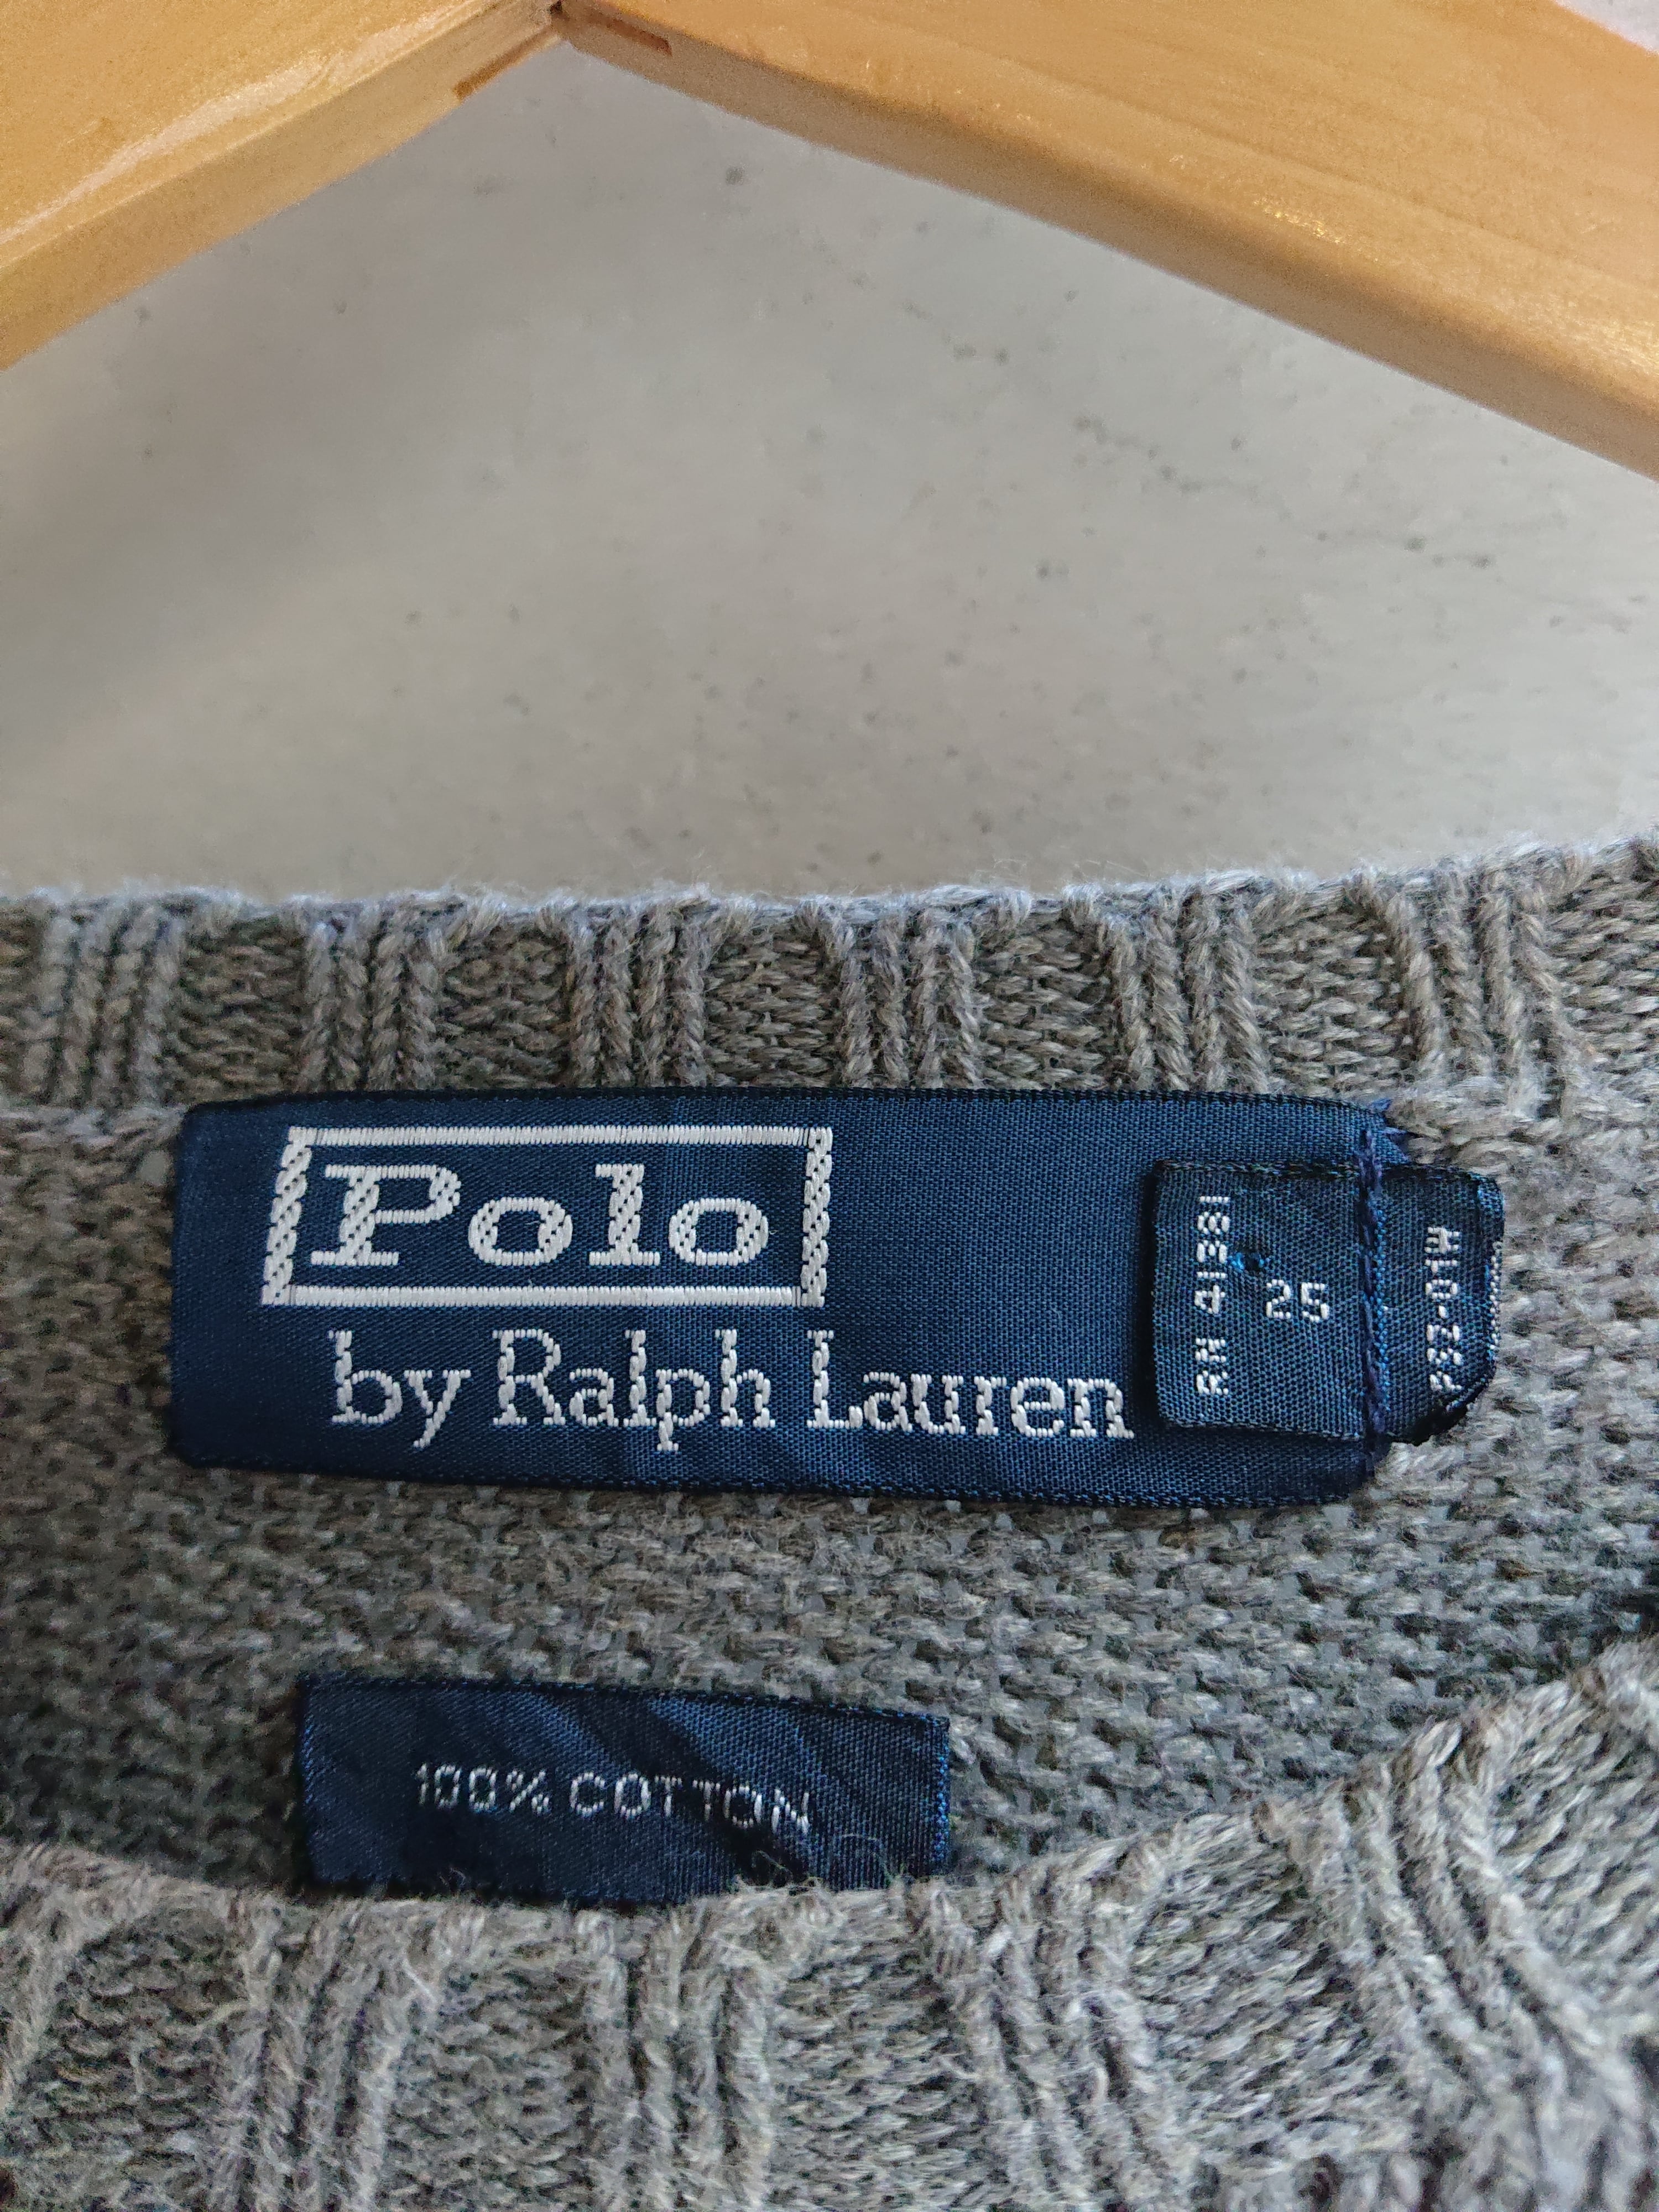 Polo
by Ralph Lauren
RN 41381
25
100% COTTON